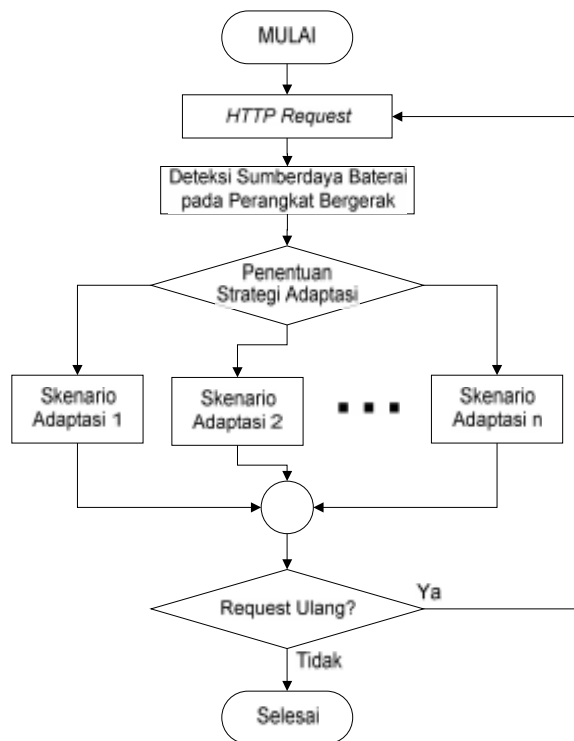 MULAI
HTTP Request
Deteksi Sumberdaya Baterai
pada Perangkat Bergerak
Penentuan
Strategi Adaptasi
Skenario
Adaptasi 1
Skenario
Adaptasi 2
Skenario
Adaptasi n
Request Ulang?
Ya
Tidak
Selesai